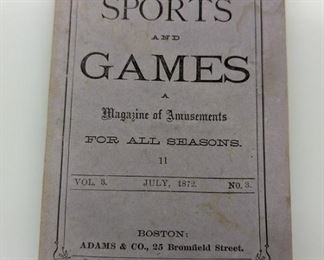 SPORTS
AND
GAMES
A
Magazine of Amusements
FOR ALL SEASONS.
11
VOL. 3. JULY, 1872. NO. 3.
BOSTON:
ADAMS & CO., 25 Bromfield Street.